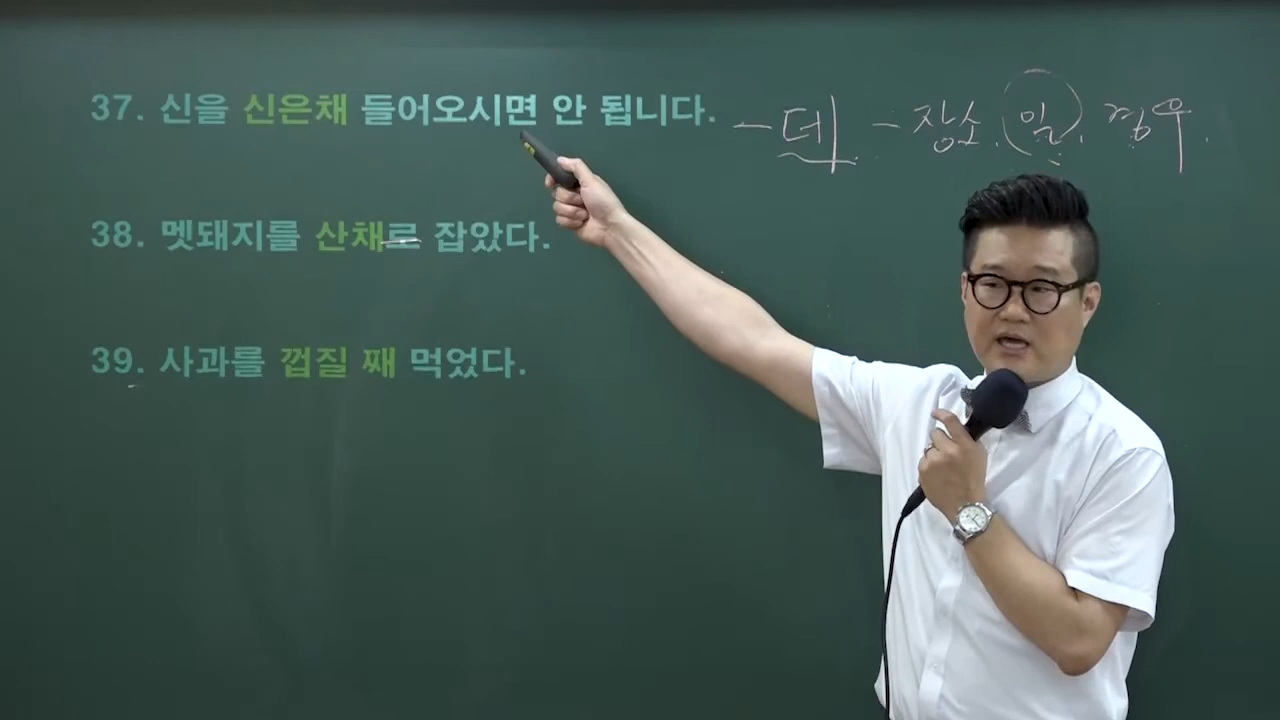 37. 신을 신은채 들어오시면 안 됩니다.
- 데 - 장소, 일, 경우.
38. 멧돼지를 산채로 잡았다.
39. 사과를 껍질 째 먹었다.